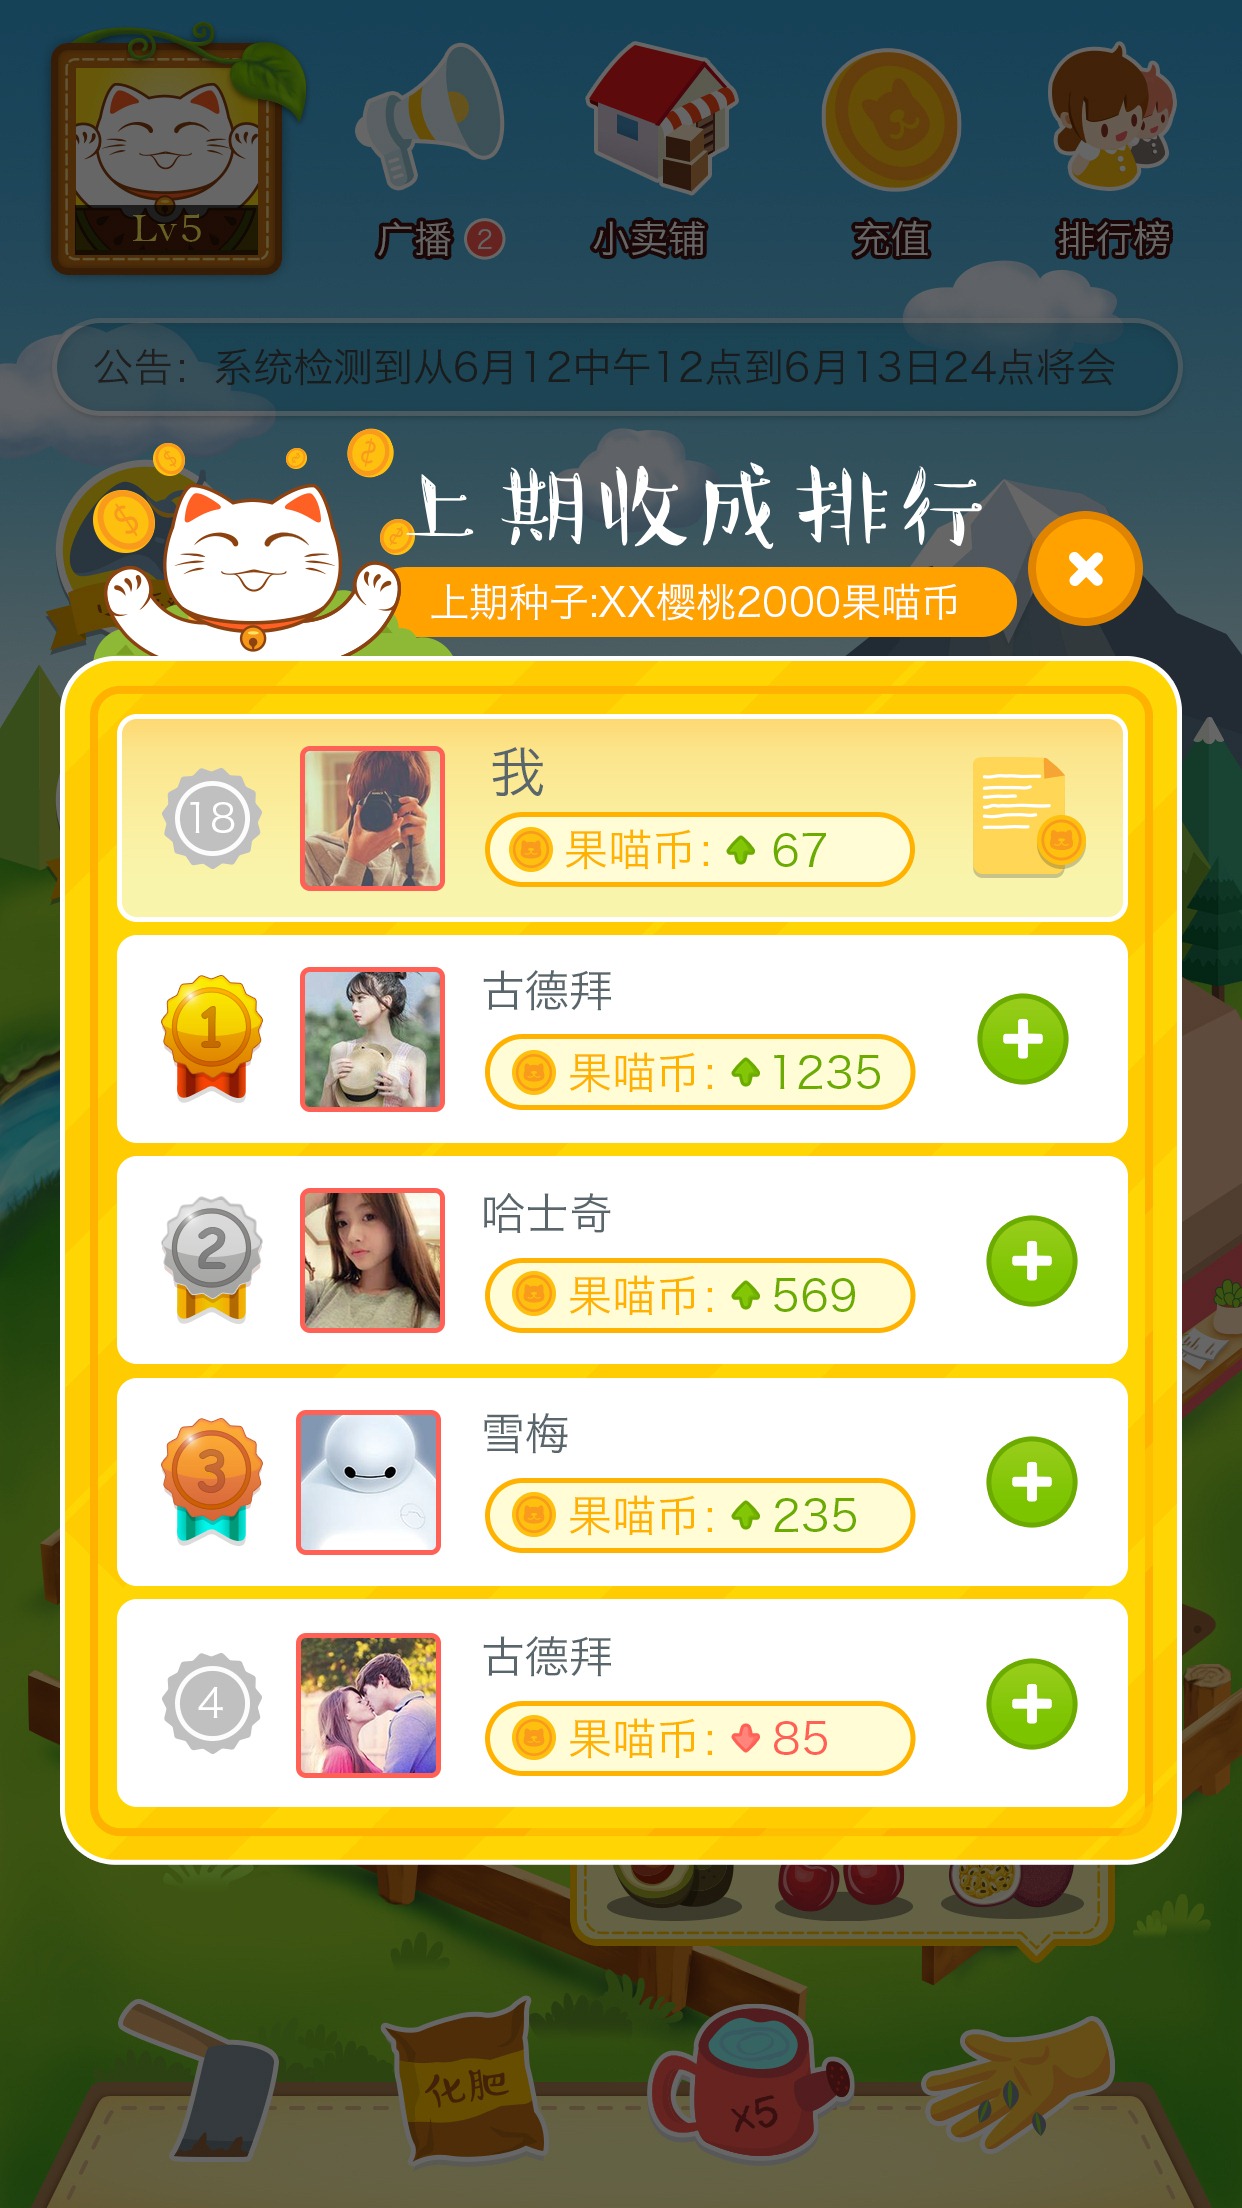 Lv5
广播 2
小卖铺
充值
排行榜
公告：系统检测到从6月12中午12点到6月13日24点将会
上期收成排行
上期种子:XX樱桃2000果喵币
18
我
果喵币： 67
1
古德拜
果喵币： 1235
2
哈士奇
果喵币： 569
3
雪梅
果喵币： 235
4
古德拜
果喵币： 85
化肥
x5